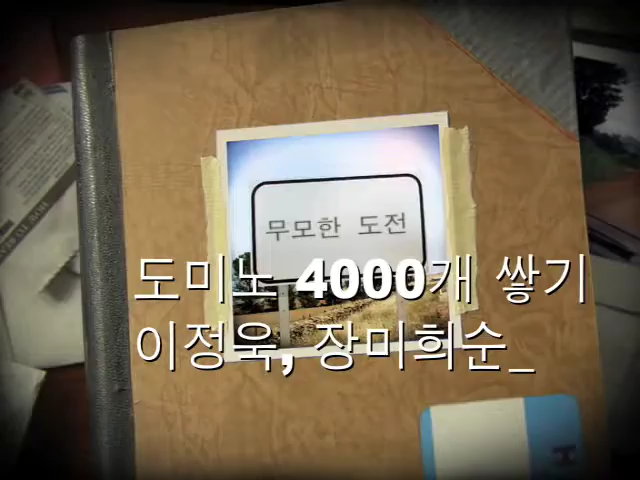 무모한 도전
도미노 4000개 쌓기
이정욱, 장미희순_